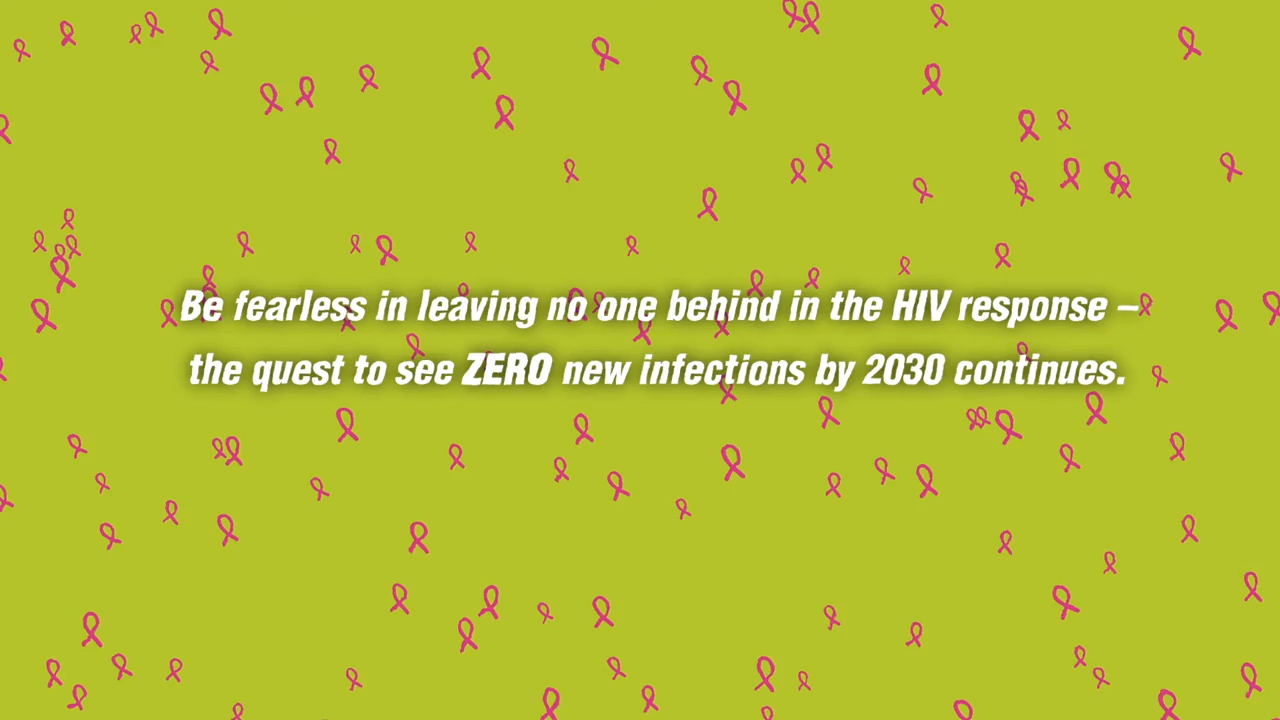 Be fearless in leaving no one behind in the HIV response –
the quest to see ZERO new infections by 2030 continues.